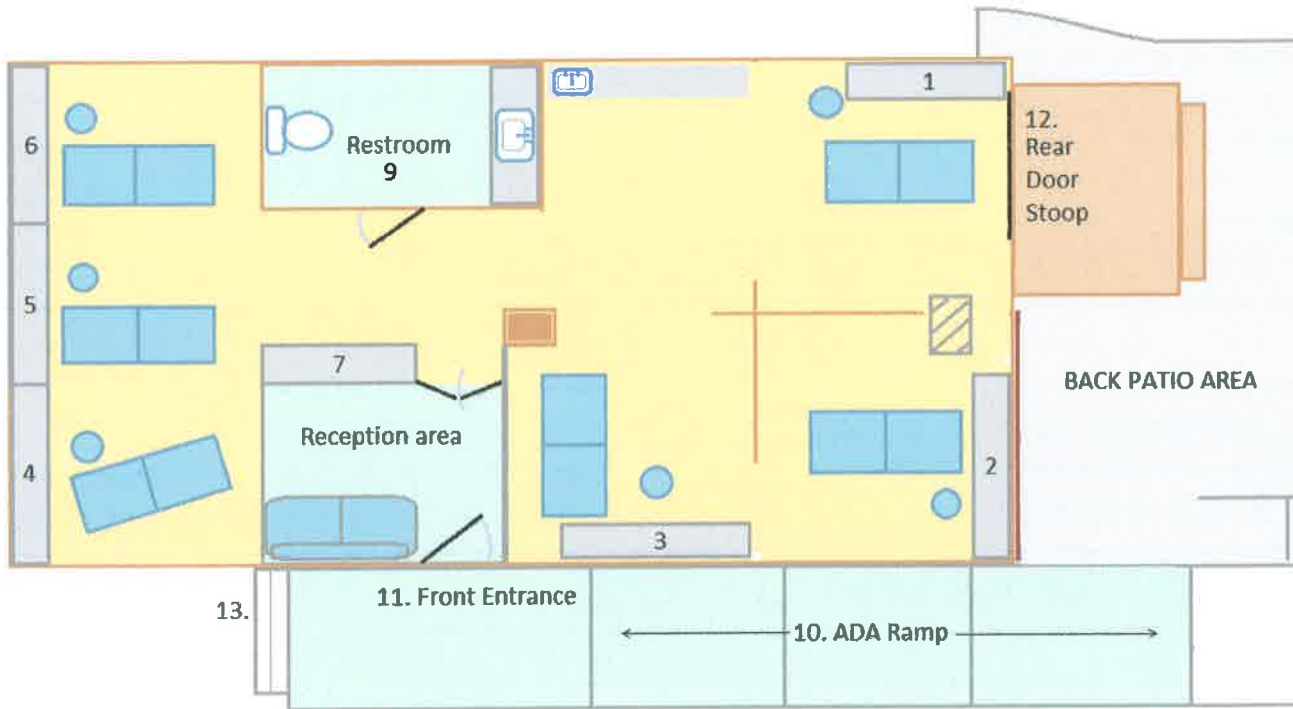 1
12.
Rear
Door
Stoop
6
Restroom
9
5
7
BACK PATIO AREA
Reception area
4
2
3
13.
11. Front Entrance
10. ADA Ramp